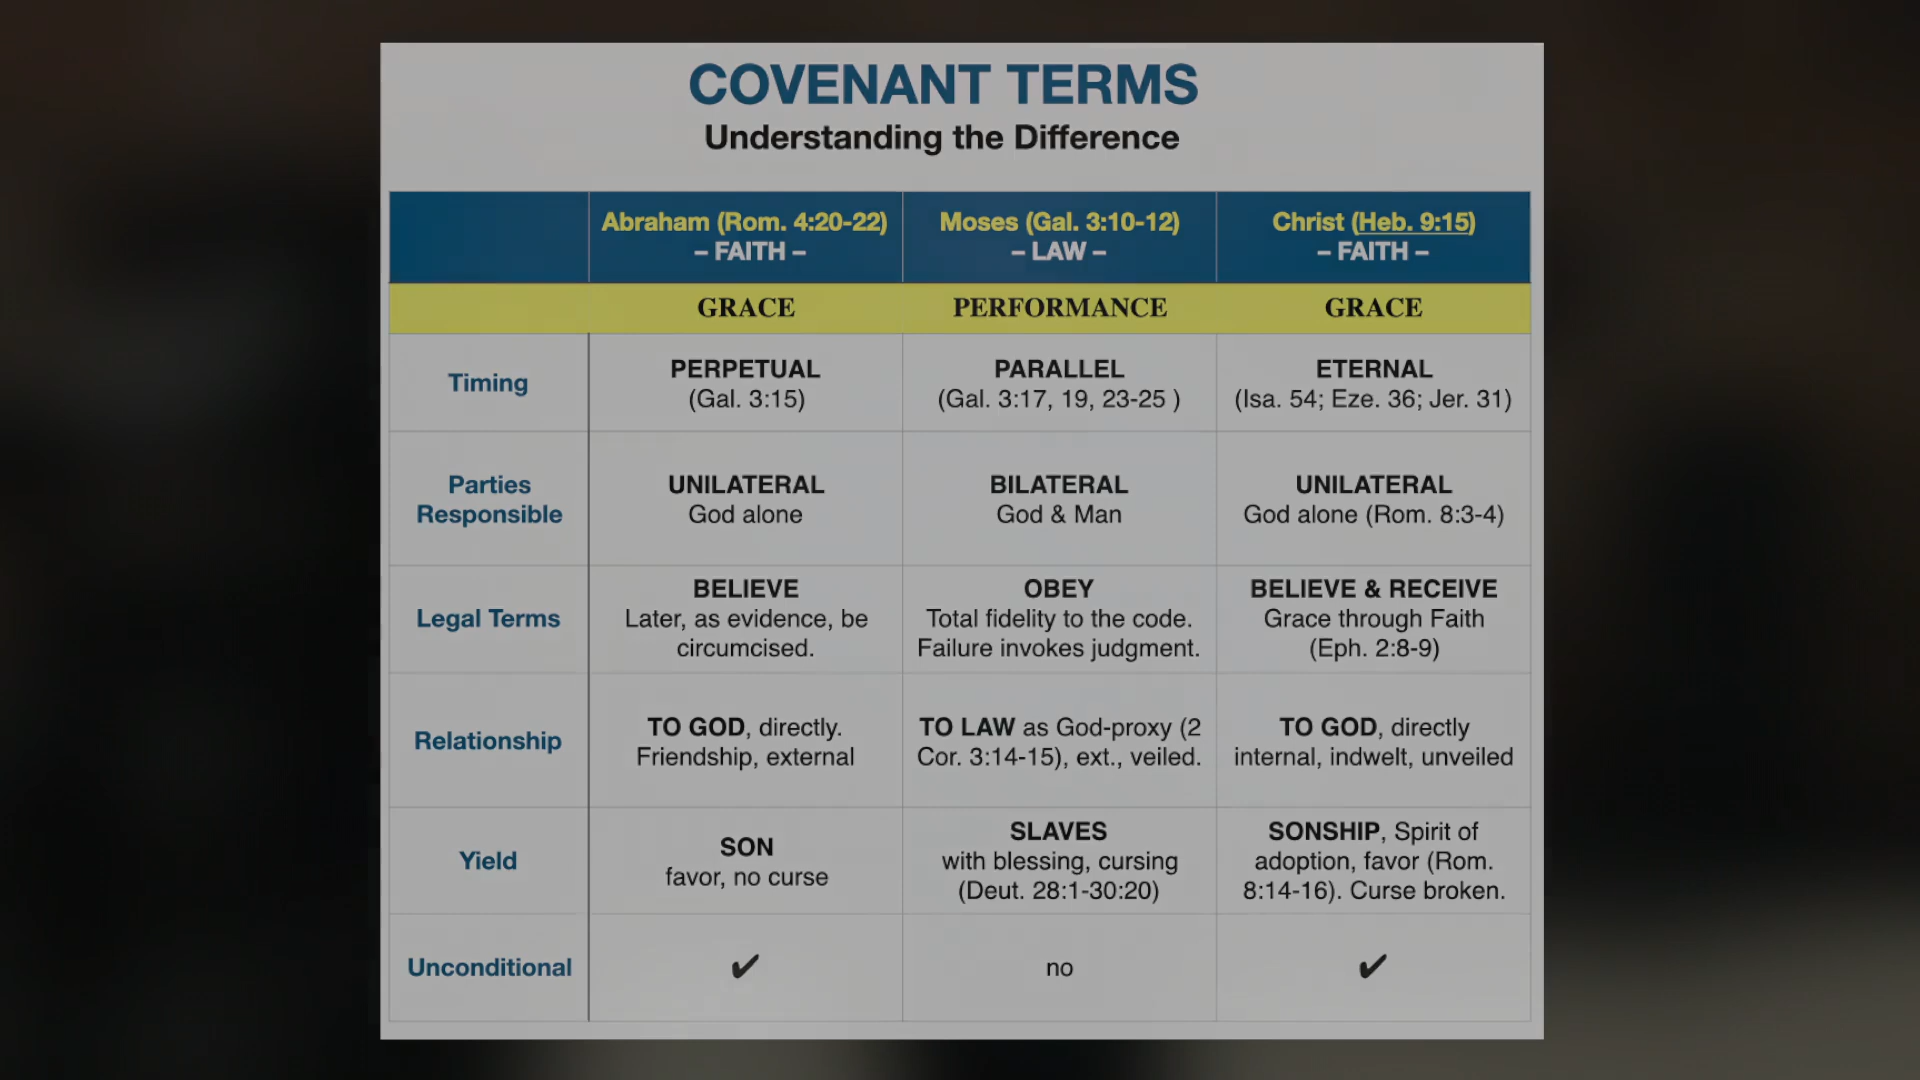 COVENANT TERMS
Understanding the Difference
Abraham (Rom. 4:20-22)
– FAITH –
Moses (Gal. 3:10-12)
– LAW –
Christ (Heb. 9:15)
– FAITH –
GRACE
PERFORMANCE
GRACE
Timing
PERPETUAL
(Gal. 3:15)
PARALLEL
(Gal. 3:17, 19, 23-25 )
ETERNAL
(Isa. 54; Eze. 36; Jer. 31)
Parties
Responsible
UNILATERAL
God alone
BILATERAL
God & Man
UNILATERAL
God alone (Rom. 8:3-4)
Legal Terms
BELIEVE
Later, as evidence, be
circumcised.
OBEY
Total fidelity to the code.
Failure invokes judgment.
BELIEVE & RECEIVE
Grace through Faith
(Eph. 2:8-9)
Relationship
TO GOD, directly.
Friendship, external
TO LAW as God-proxy (2
Cor. 3:14-15), ext., veiled.
TO GOD, directly
internal, indwelt, unveiled
Yield
SON
favor, no curse
SLAVES
with blessing, cursing
(Deut. 28:1-30:20)
SONSHIP, Spirit of
adoption, favor (Rom.
8:14-16). Curse broken.
Unconditional
✔
no
✔